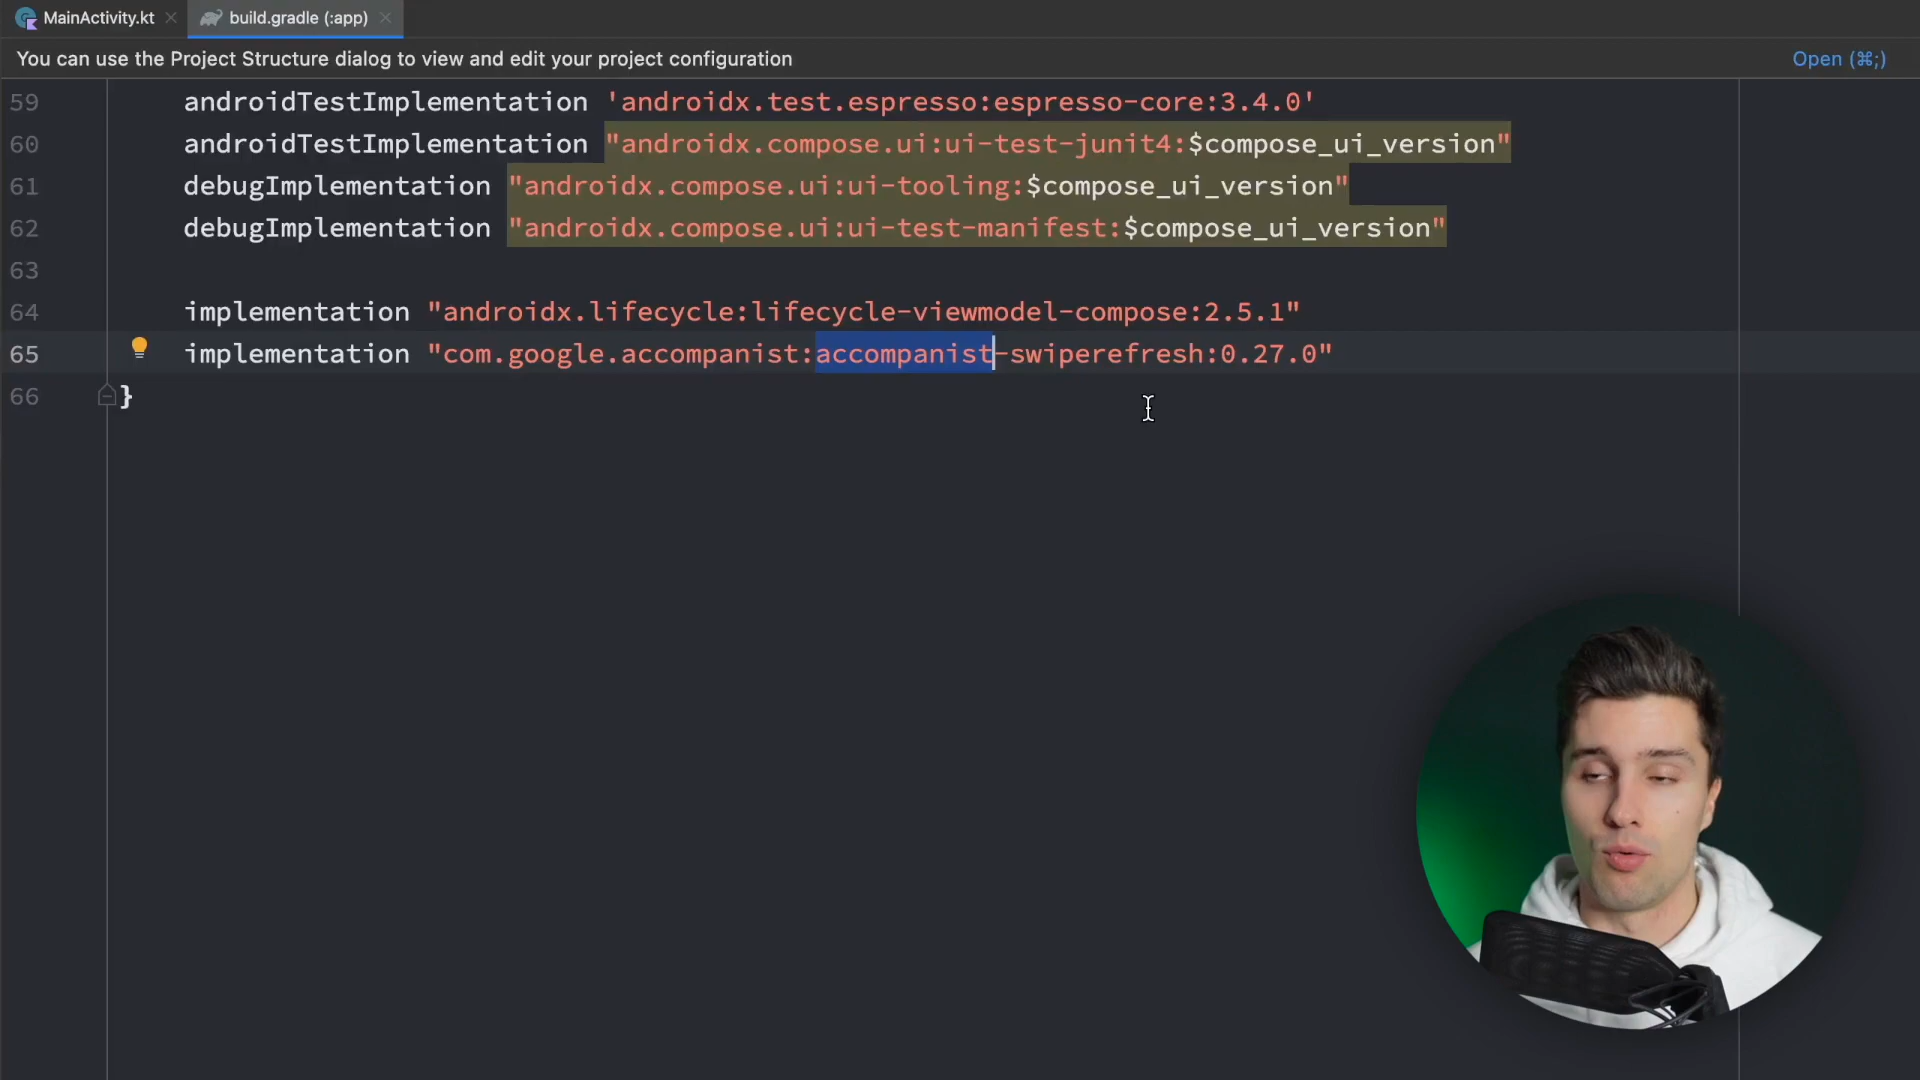 MainActivity.kt
build.gradle (:app)
You can use the Project Structure dialog to view and edit your project configuration
Open (⌘;)
59 androidTestImplementation 'androidx.test.espresso:espresso-core:3.4.0'
60 androidTestImplementation "androidx.compose.ui:ui-test-junit4:$compose_ui_version"
61 debugImplementation "androidx.compose.ui:ui-tooling:$compose_ui_version"
62 debugImplementation "androidx.compose.ui:ui-test-manifest:$compose_ui_version"
63
64 implementation "androidx.lifecycle:lifecycle-viewmodel-compose:2.5.1"
65 implementation "com.google.accompanist:accompanist-swiperefresh:0.27.0"
66 }